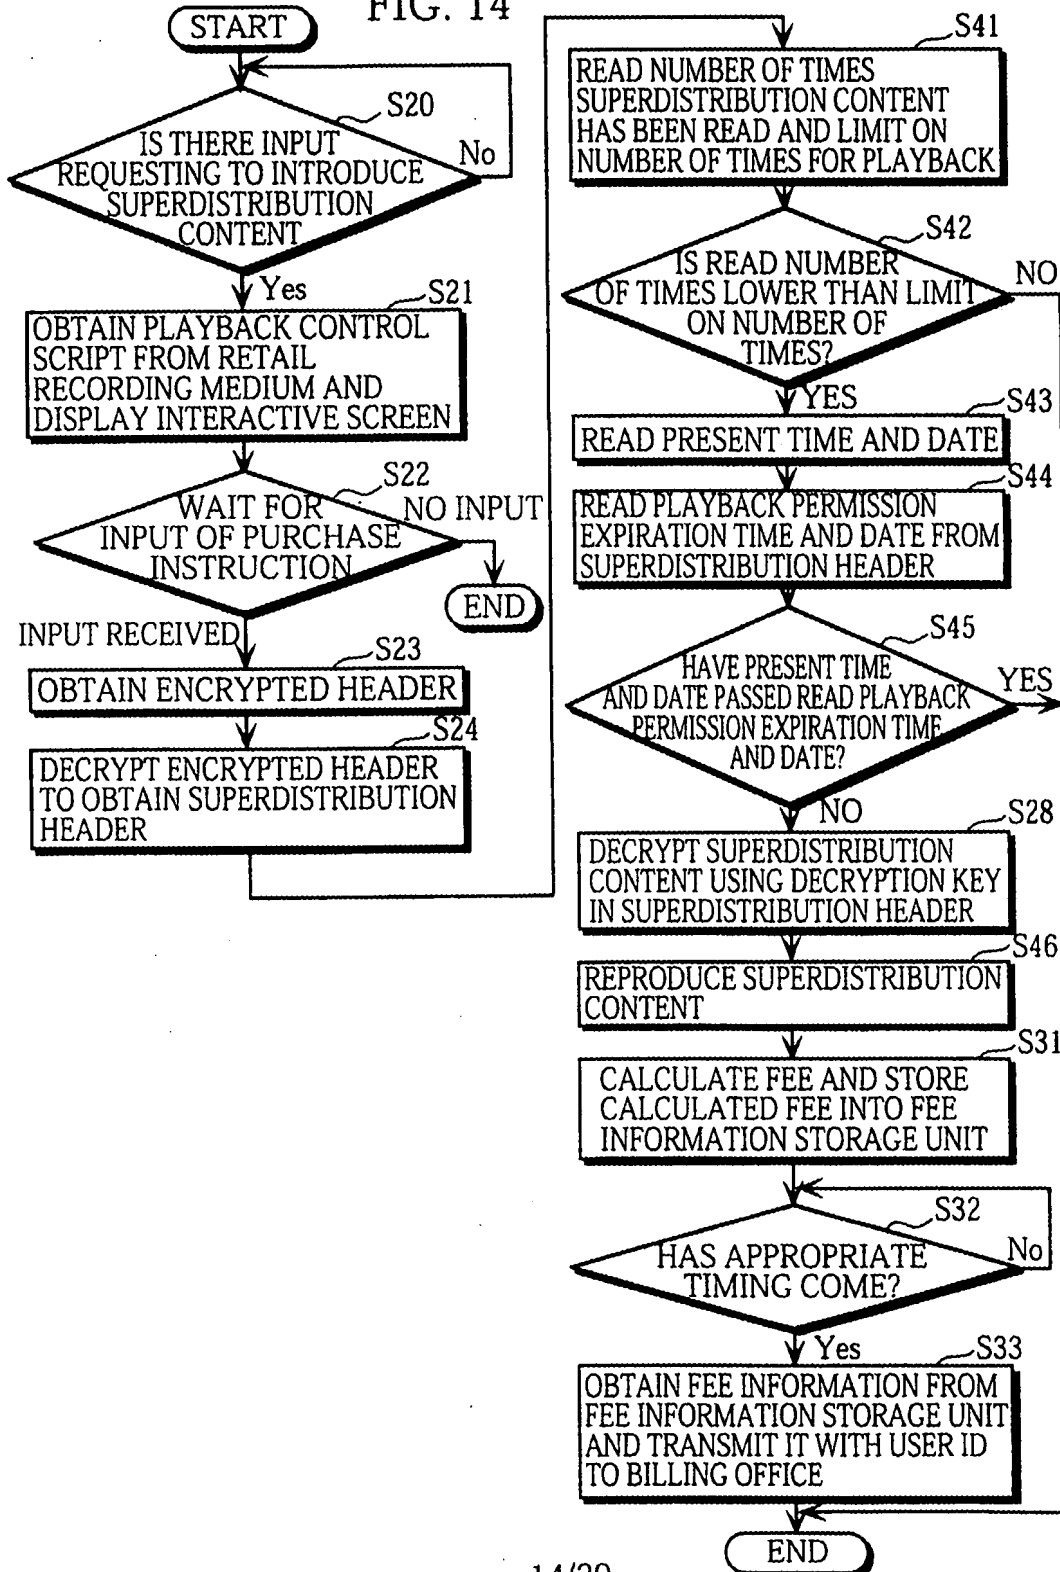 FIG. 14
START
S20
IS THERE INPUT
REQUESTING TO INTRODUCE
SUPERDISTRIBUTION
CONTENT
No
Yes
S21
OBTAIN PLAYBACK CONTROL
SCRIPT FROM RETAIL
RECORDING MEDIUM AND
DISPLAY INTERACTIVE SCREEN
S22
WAIT FOR
INPUT OF PURCHASE
INSTRUCTION
NO INPUT
END
INPUT RECEIVED
S23
OBTAIN ENCRYPTED HEADER
S24
DECRYPT ENCRYPTED HEADER
TO OBTAIN SUPERDISTRIBUTION
HEADER
S41
READ NUMBER OF TIMES
SUPERDISTRIBUTION CONTENT
HAS BEEN READ AND LIMIT ON
NUMBER OF TIMES FOR PLAYBACK
S42
IS READ NUMBER
OF TIMES LOWER THAN LIMIT
ON NUMBER OF
TIMES?
NO
YES
S43
READ PRESENT TIME AND DATE
S44
READ PLAYBACK PERMISSION
EXPIRATION TIME AND DATE FROM
SUPERDISTRIBUTION HEADER
S45
HAVE PRESENT TIME
AND DATE PASSED READ PLAYBACK
PERMISSION EXPIRATION TIME
AND DATE?
YES
NO
S28
DECRYPT SUPERDISTRIBUTION
CONTENT USING DECRYPTION KEY
IN SUPERDISTRIBUTION HEADER
S46
REPRODUCE SUPERDISTRIBUTION
CONTENT
S31
CALCULATE FEE AND STORE
CALCULATED FEE INTO FEE
INFORMATION STORAGE UNIT
S32
HAS APPROPRIATE
TIMING COME?
No
Yes
S33
OBTAIN FEE INFORMATION FROM
FEE INFORMATION STORAGE UNIT
AND TRANSMIT IT WITH USER ID
TO BILLING OFFICE
END